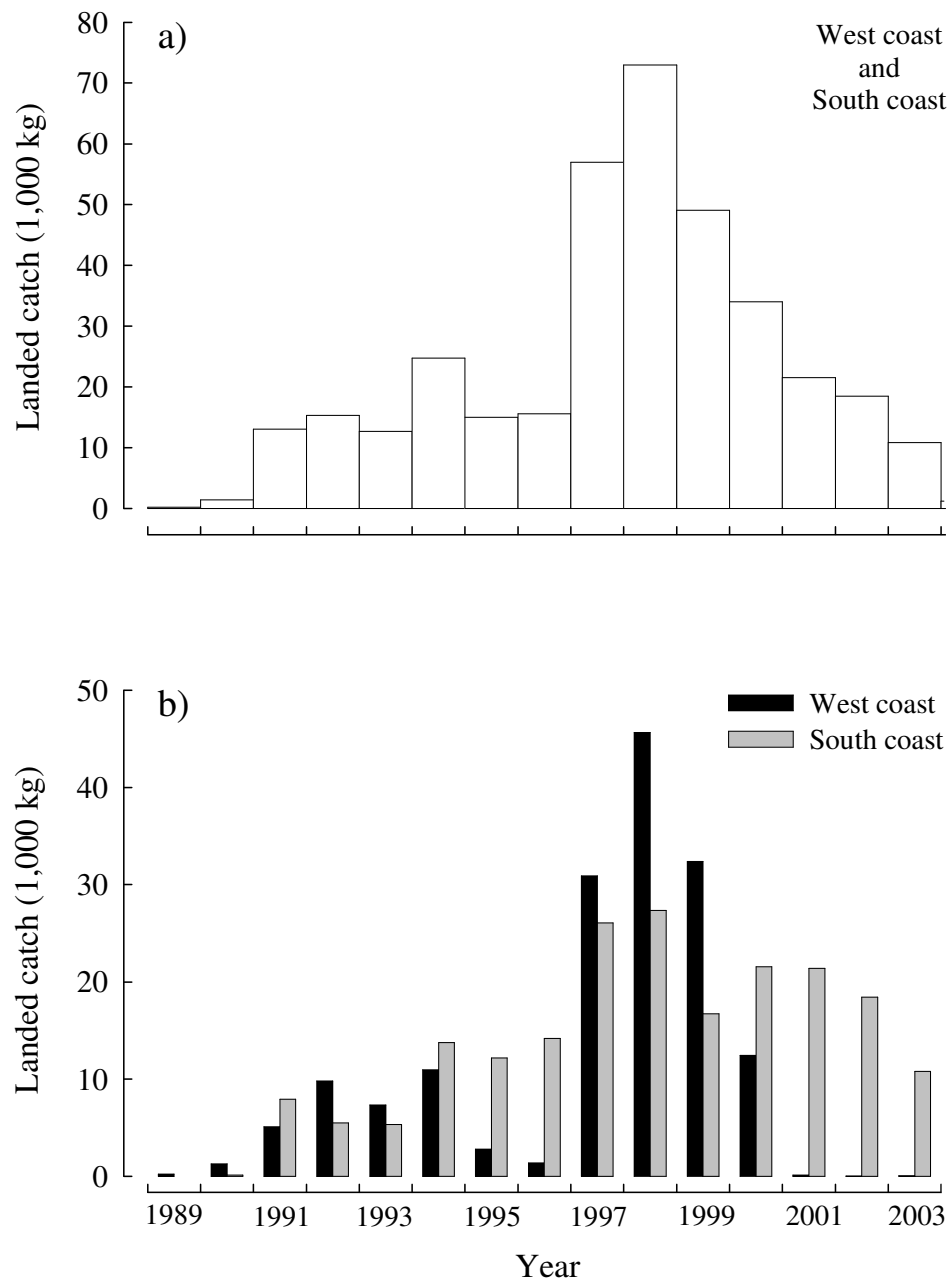 a)
West coast
and
South coast
Landed catch (1,000 kg)
80
70
60
50
40
30
20
10
0
b)
West coast
South coast
Landed catch (1,000 kg)
50
40
30
20
10
0
1989 1991 1993 1995 1997 1999 2001 2003
Year